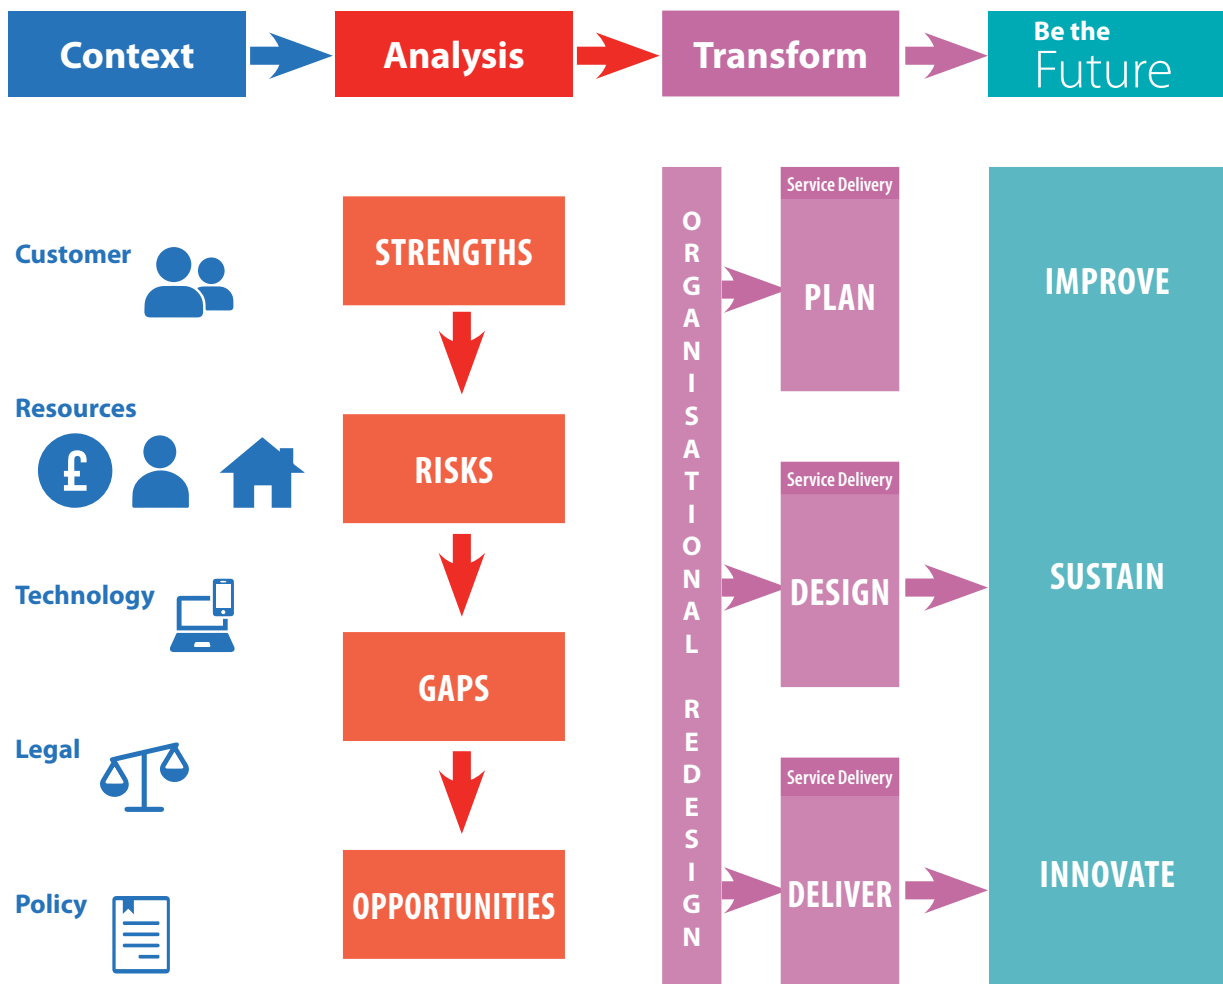 Context
Analysis
Transform
Be the
Future
Customer
Resources
£
Technology
Legal
Policy
STRENGTHS
RISKS
GAPS
OPPORTUNITIES
ORGANISATIONAL REDESIGN
Service Delivery
PLAN
Service Delivery
DESIGN
Service Delivery
DELIVER
IMPROVE
SUSTAIN
INNOVATE